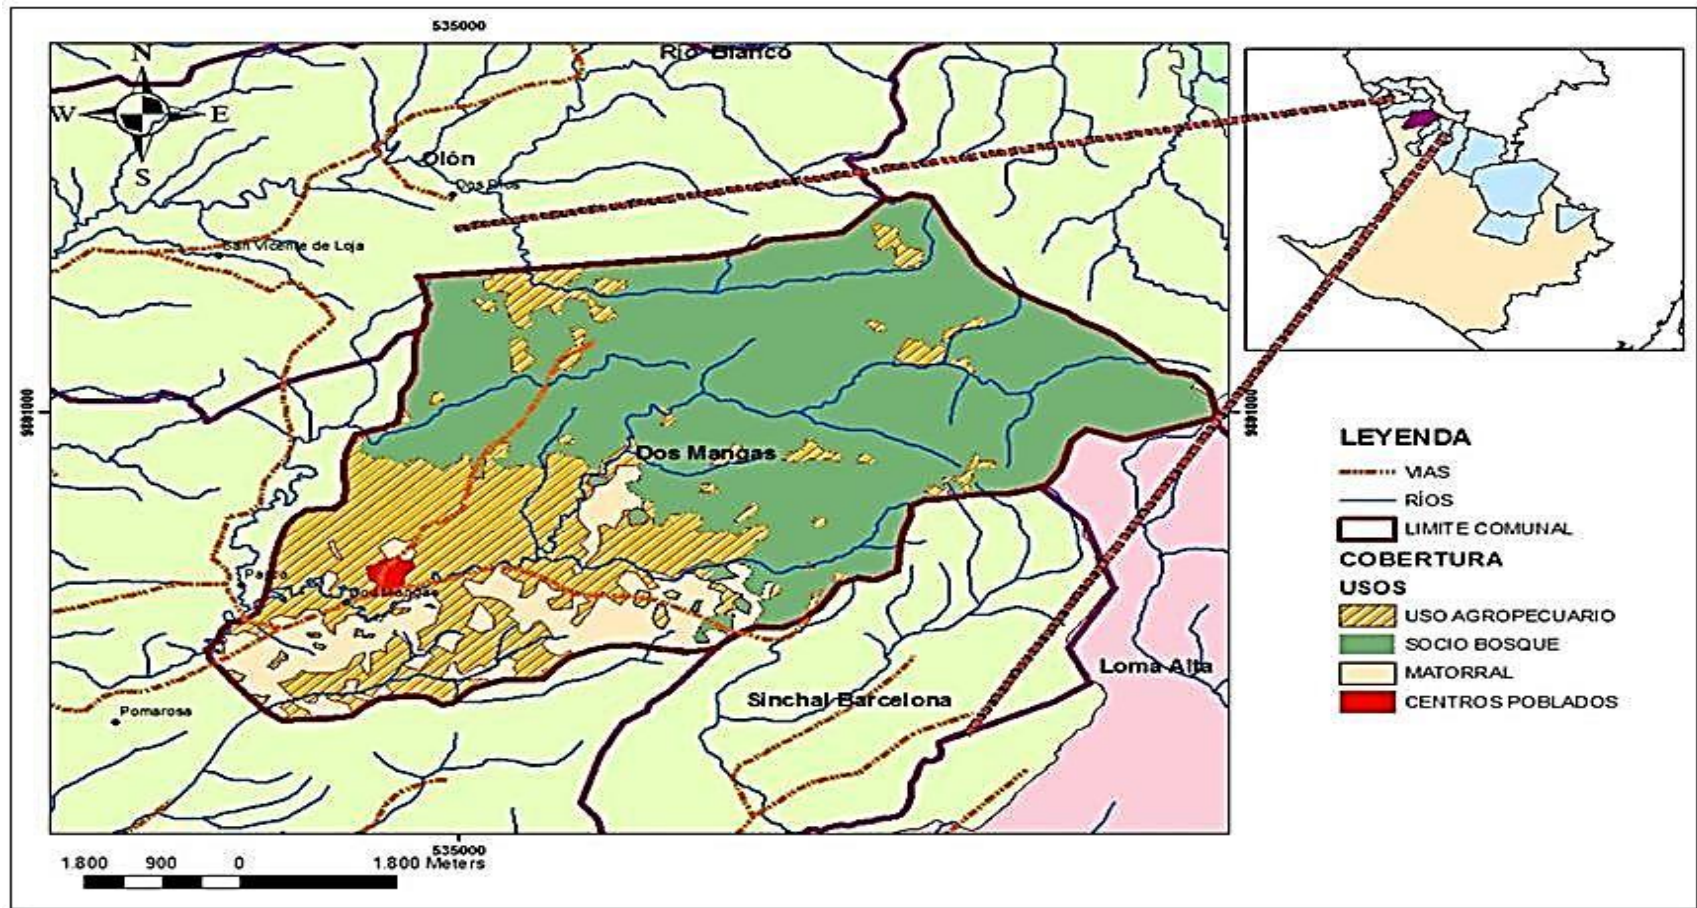 535000
Río Blanco
N
W
E
S
Olón
Dos Ríos
San Vicente de Loja
9891000
9891000
Dos Mangas
Dos Mangas
Pomarosa
Sinchal Barcelona
Loma Alta
535000
1.800 900 0 1.800 Meters
LEYENDA
VIAS
RÍOS
LIMITE COMUNAL
COBERTURA
USOS
USO AGROPECUARIO
SOCIO BOSQUE
MATORRAL
CENTROS POBLADOS